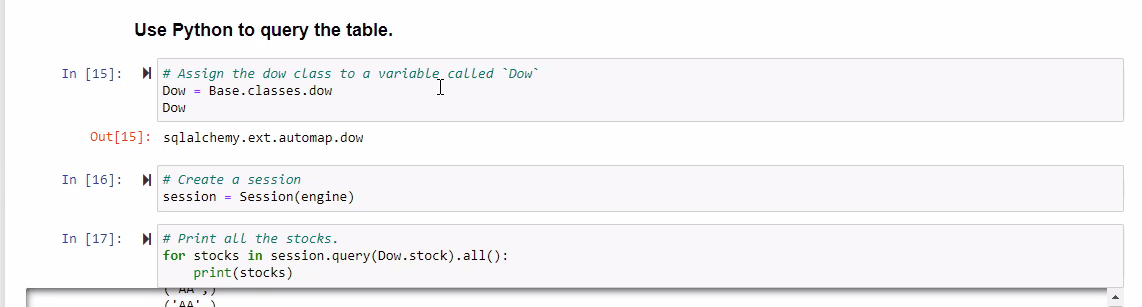 Use Python to query the table.
In [15]:
# Assign the dow class to a variable called `Dow`
Dow = Base.classes.dow
Dow
Out[15]: sqlalchemy.ext.automap.dow
In [16]:
# Create a session
session = Session(engine)
In [17]:
# Print all the stocks.
for stocks in session.query(Dow.stock).all():
    print(stocks)
('AA',)
('AA',)